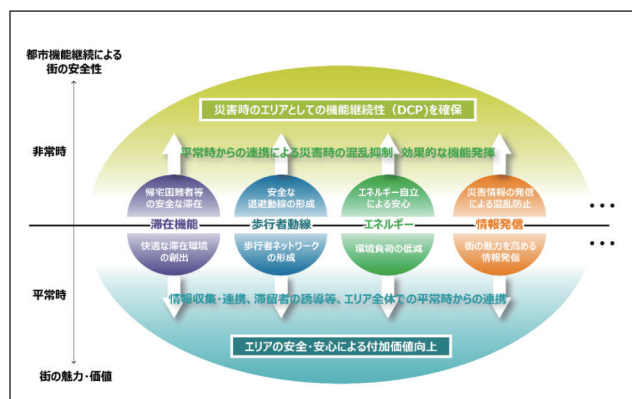 都市機能継続による
街の安全性
災害時のエリアとしての機能継続性（DCP)を確保
非常時
平常時からの連携による災害時の混乱抑制、効果的な機能発揮
帰宅困難者等
の安全な滞在
安全な
退避動線の形成
エネルギー自立
による安心
災害情報の発信
による混乱防止
滞在機能
歩行者動線
エネルギー
情報発信
快適な滞在環境
の創出
歩行者ネットワーク
の形成
環境負荷の低減
街の魅力を高める
情報発信
平常時
情報収集・連携、滞留者の誘導等、エリア全体での平常時からの連携
エリアの安全・安心による付加価値向上
街の魅力・価値